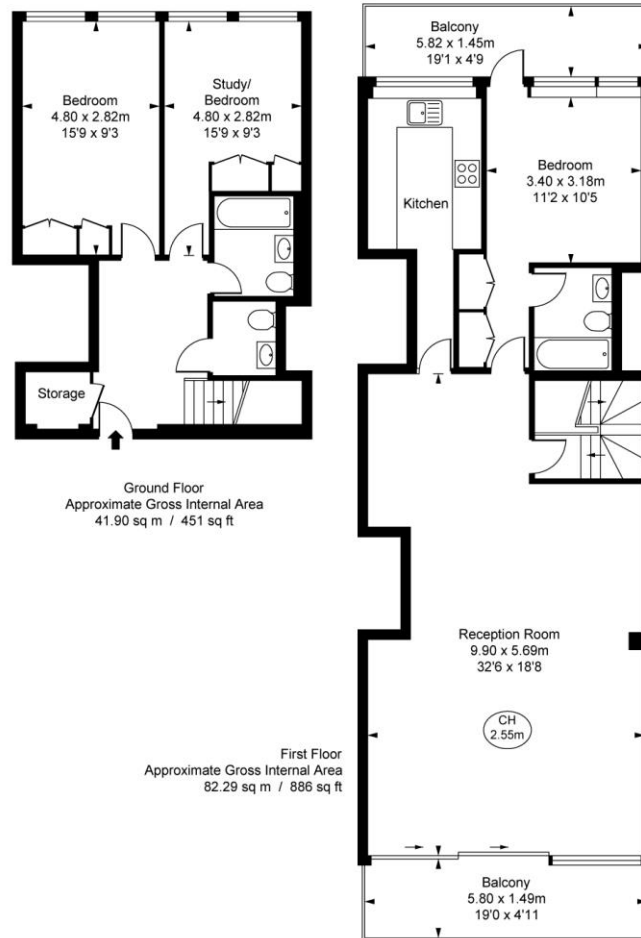 Bedroom
4.80 x 2.82m
15'9 x 9'3
Study/
Bedroom
4.80 x 2.82m
15'9 x 9'3
Storage
Ground Floor
Approximate Gross Internal Area
41.90 sq m / 451 sq ft
Balcony
5.82 x 1.45m
19'1 x 4'9
Kitchen
Bedroom
3.40 x 3.18m
11'2 x 10'5
Reception Room
9.90 x 5.69m
32'6 x 18'8
CH
2.55m
First Floor
Approximate Gross Internal Area
82.29 sq m / 886 sq ft
Balcony
5.80 x 1.49m
19'0 x 4'11